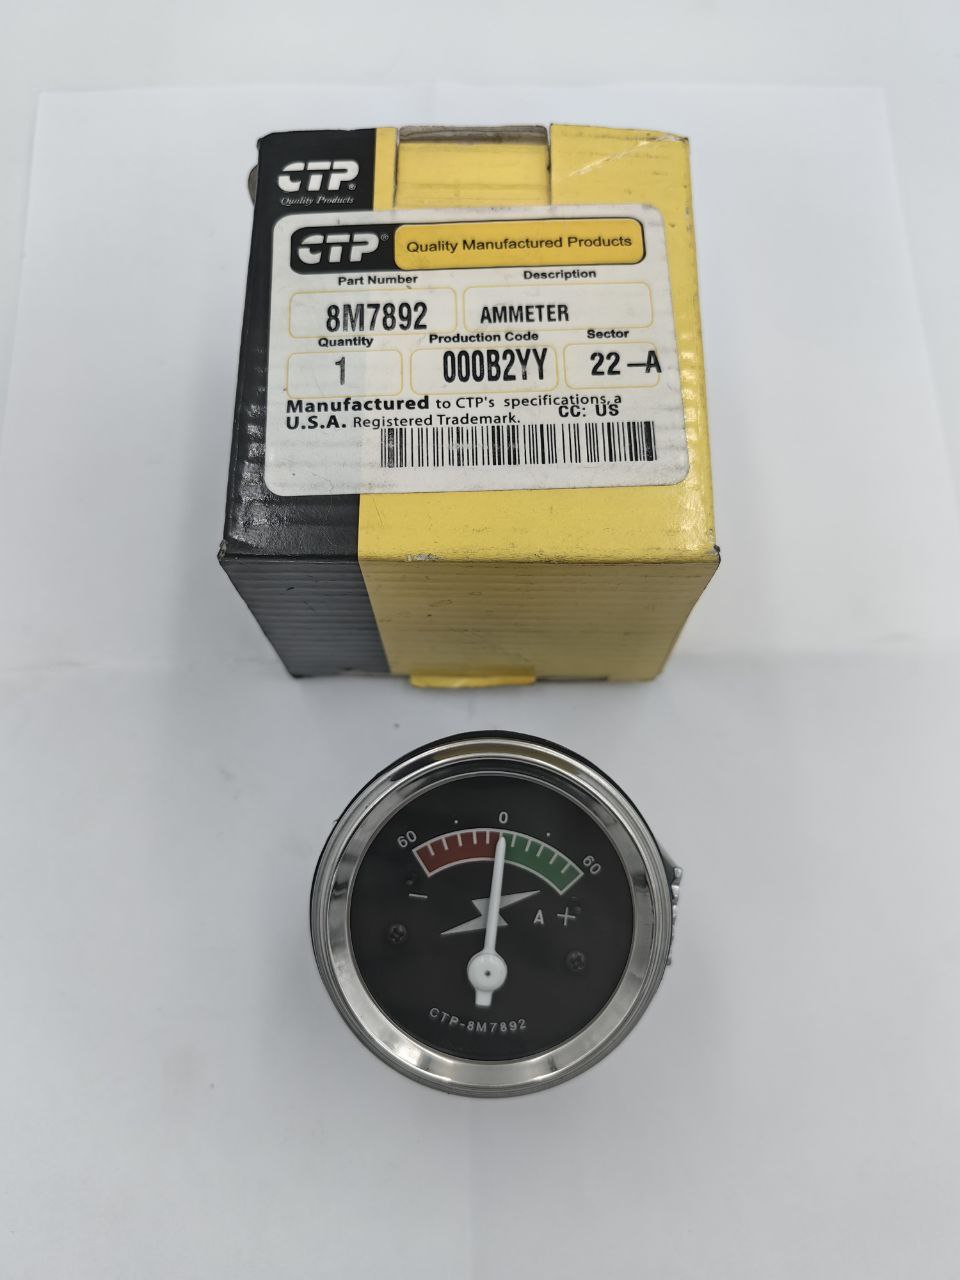 CTP®
Quality Products
CTP®
Quality Manufactured Products
Part Number Description
8M7892 AMMETER
Quantity Production Code Sector
1 000B2YY 22-A
Manufactured to CTP's specifications, a
CC: US
U.S.A. Registered Trademark.
60 · 0 · 60
− A +
CTP-8M7892